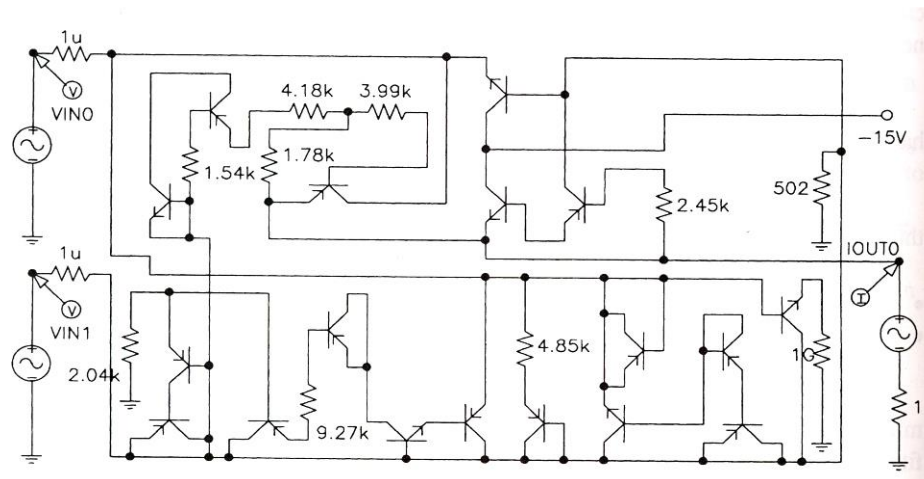 1u
VIN0
4.18k
3.99k
1.54k
1.78k
-15V
502
2.45k
1u
IOUT0
VIN1
2.04k
4.85k
1G
9.27k
1
V
V
I